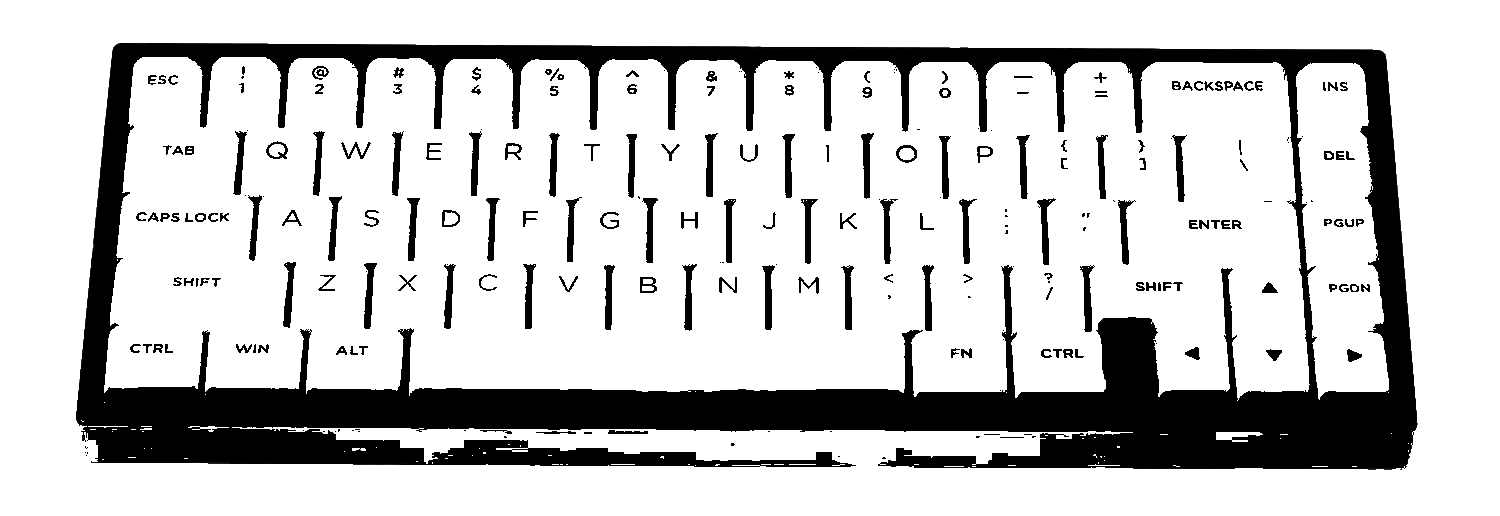 ESC ! @ # $ % ^ & * ( ) — + BACKSPACE INS
1 2 3 4 5 6 7 8 9 0 - =
TAB Q W E R T Y U I O P { } | DEL
[ ] \
CAPS LOCK A S D F G H J K L : " ENTER PGUP
; '
SHIFT Z X C V B N M < > ? SHIFT ▲ PGDN
, . /
CTRL WIN ALT FN CTRL ◀ ▼ ▶